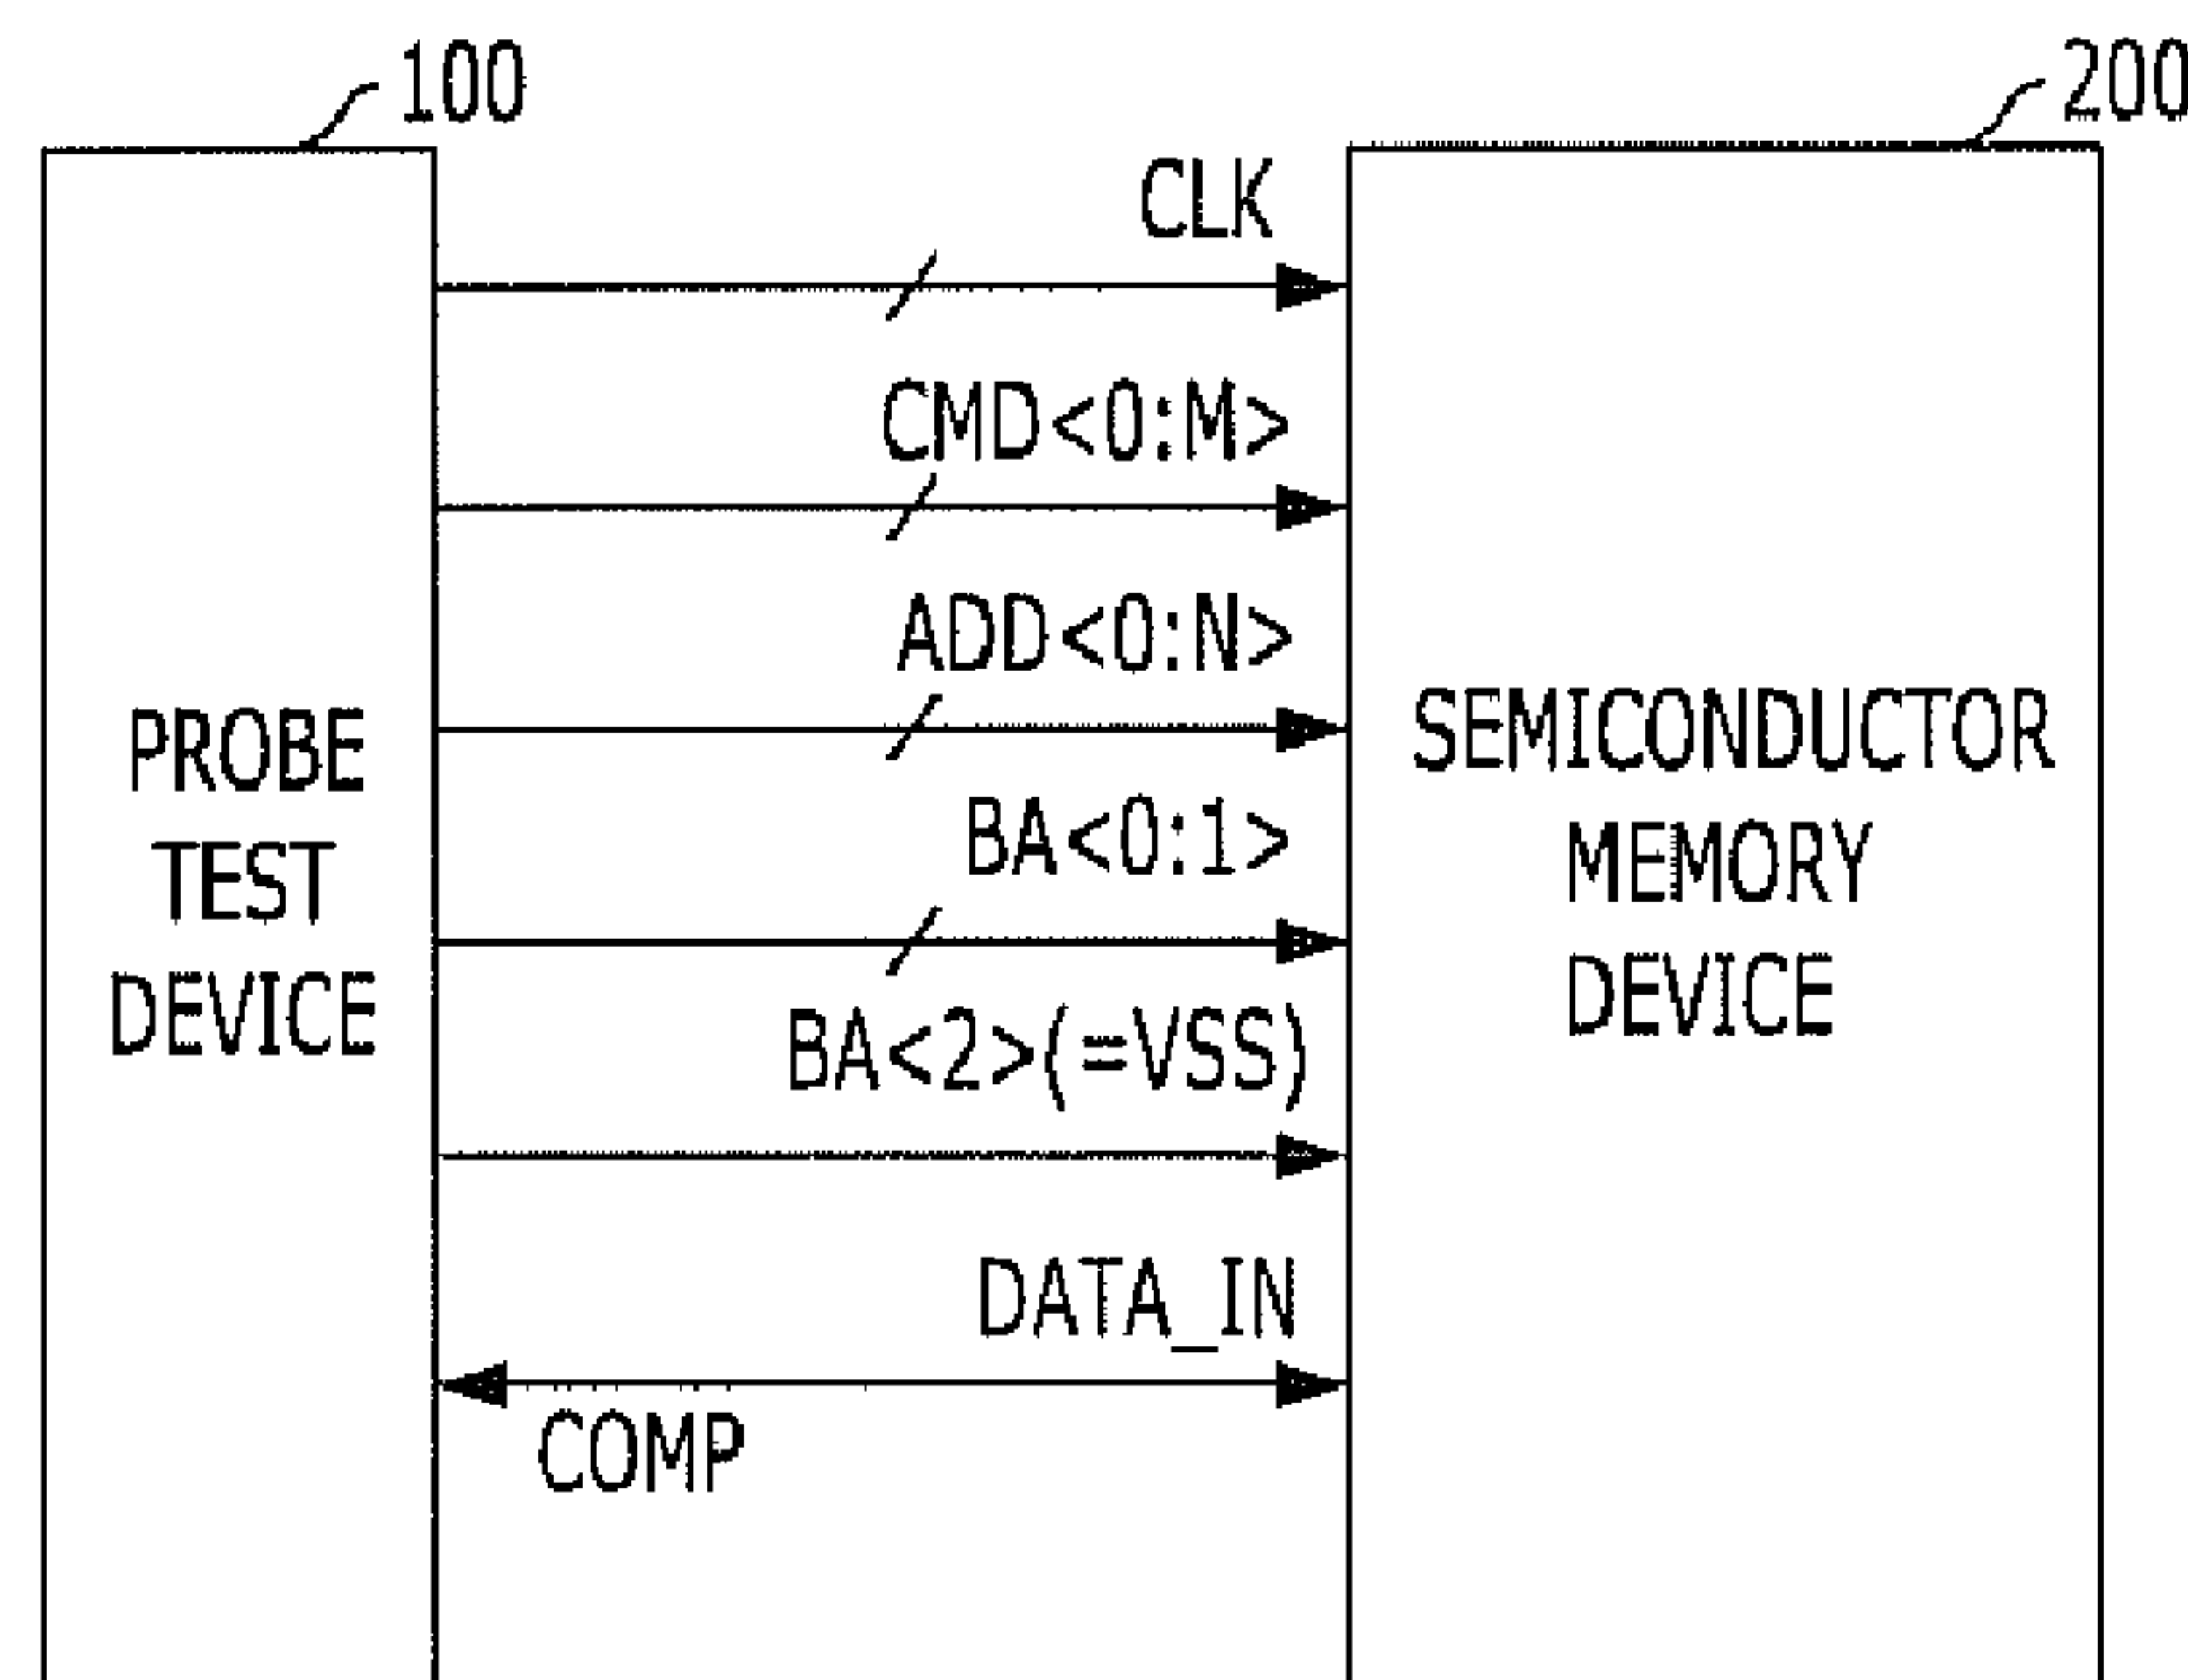 100
200
CLK
CMD<0:M>
ADD<0:N>
BA<0:1>
BA<2>(=VSS)
DATA_IN
COMP
PROBE
TEST
DEVICE
SEMICONDUCTOR
MEMORY
DEVICE